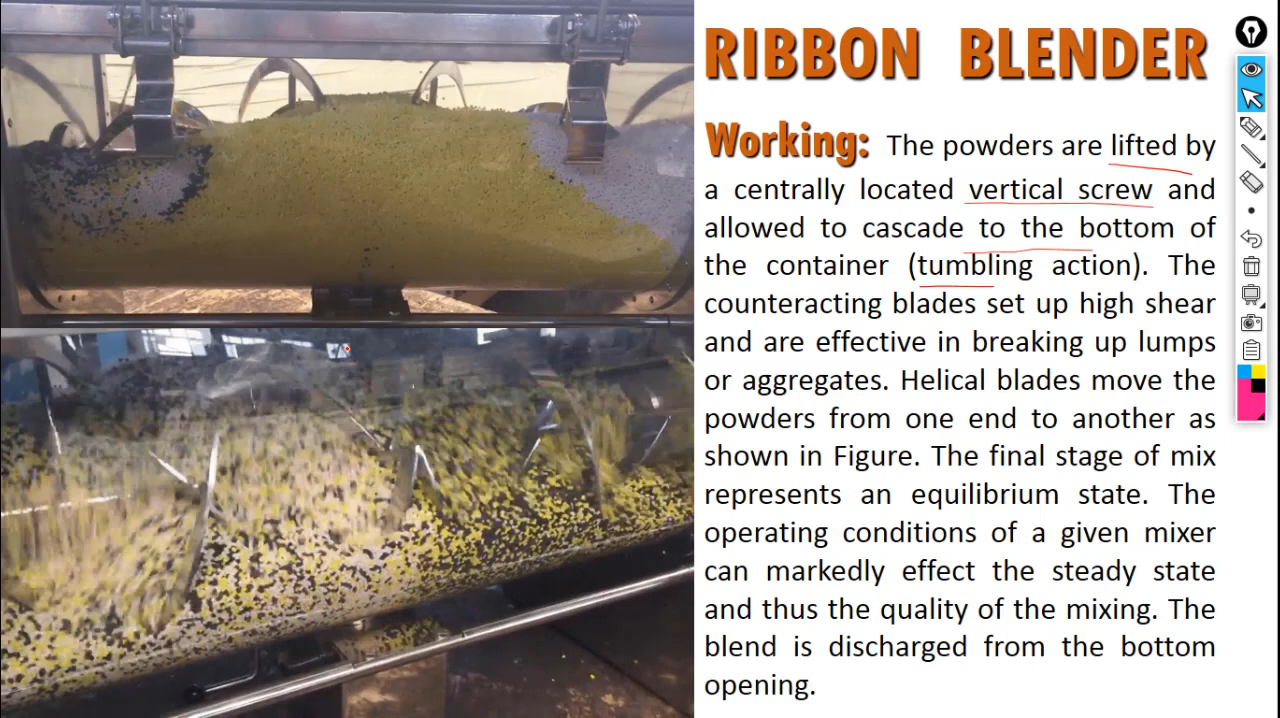 RIBBON BLENDER
Working: The powders are lifted by
a centrally located vertical screw and
allowed to cascade to the bottom of
the container (tumbling action). The
counteracting blades set up high shear
and are effective in breaking up lumps
or aggregates. Helical blades move the
powders from one end to another as
shown in Figure. The final stage of mix
represents an equilibrium state. The
operating conditions of a given mixer
can markedly effect the steady state
and thus the quality of the mixing. The
blend is discharged from the bottom
opening.